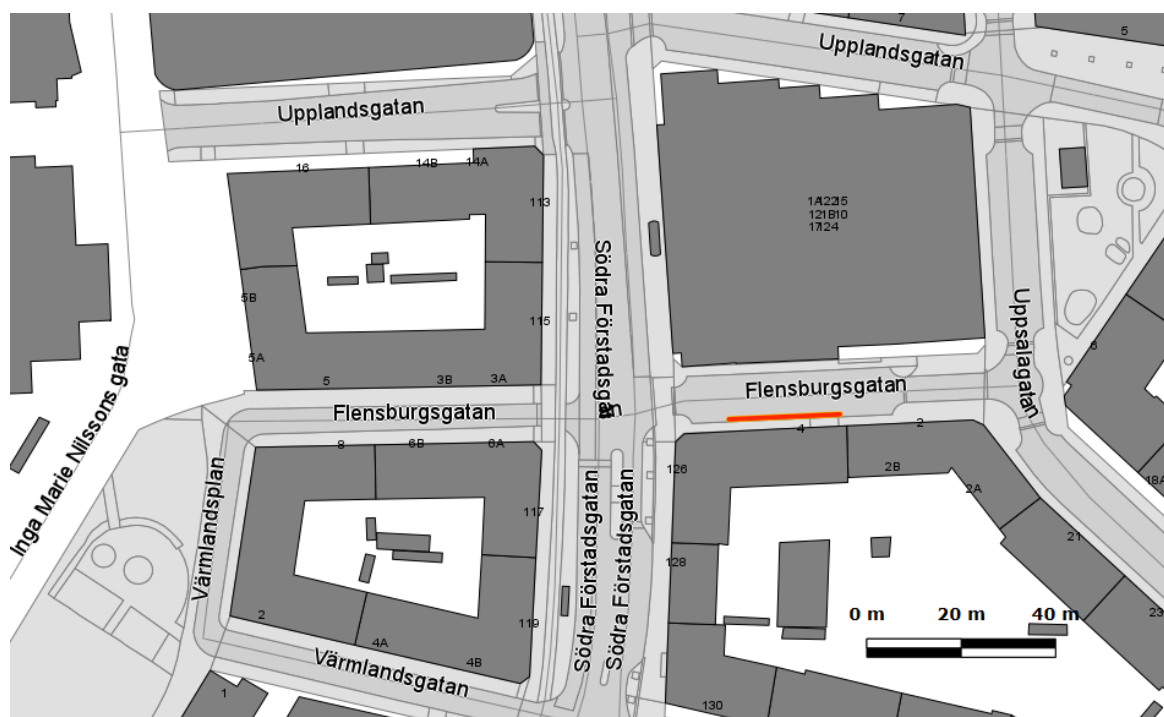 7
5
Upplandsgatan
Upplandsgatan
16
14B
14A
113
Södra Förstadsgatan
5B
115
5A
5
3B
3A
Uppsalagatan
6
Inga Marie Nilssons gata
Flensburgsgatan
Flensburgsgatan
8
6B
6A
4
2
126
2B
2A
18A
Värmlandsplan
117
Södra Förstadsgatan
Södra Förstadsgatan
21
128
2
119
4A
4B
23
0 m 20 m 40 m
Värmlandsgatan
1
130